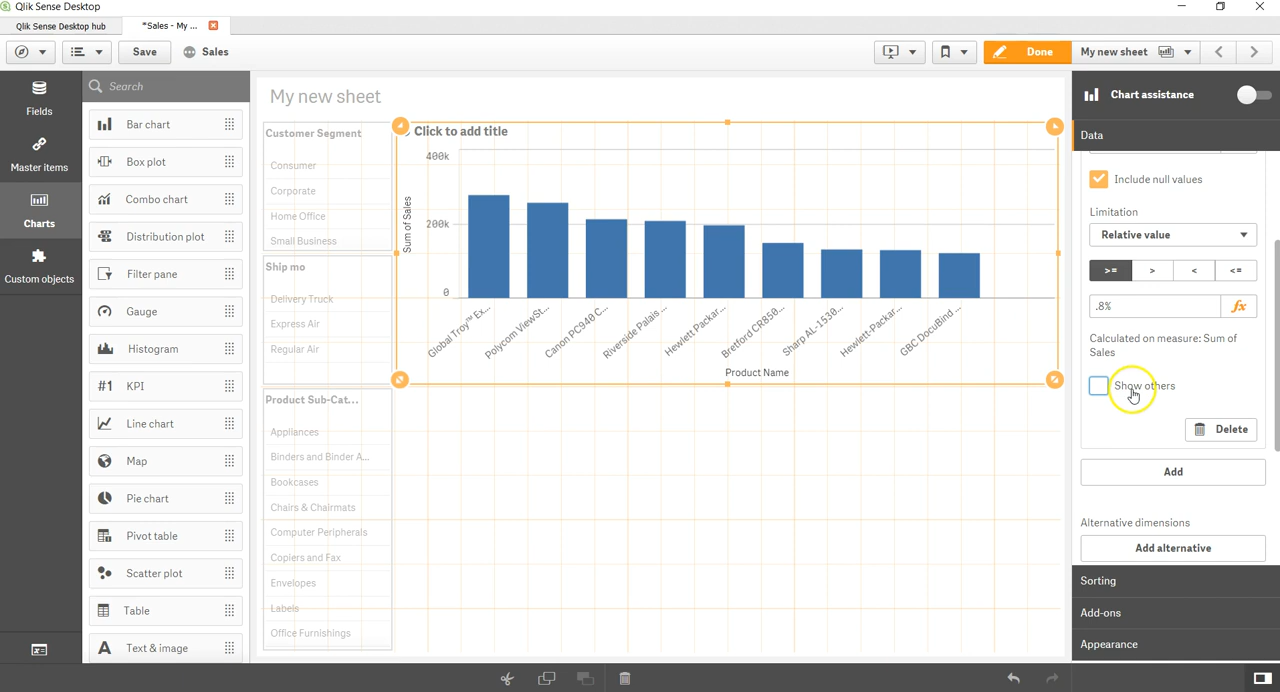 Qlik Sense Desktop
Qlik Sense Desktop hub
*Sales - My ...
Save
Sales
Done
My new sheet
Fields
Master items
Charts
Custom objects
Search
Bar chart
Box plot
Combo chart
Distribution plot
Filter pane
Gauge
Histogram
#1 KPI
Line chart
Map
Pie chart
Pivot table
Scatter plot
Table
A Text & image
My new sheet
Customer Segment
Consumer
Corporate
Home Office
Small Business
Ship mo
Delivery Truck
Express Air
Regular Air
Product Sub-Cat...
Appliances
Binders and Binder A...
Bookcases
Chairs & Chairmats
Computer Peripherals
Copiers and Fax
Envelopes
Labels
Office Furnishings
Click to add title
Sum of Sales
400k
200k
0
Global Troy™ Ex...
Polycom ViewSt...
Canon PC940 C...
Riverside Palais ...
Hewlett Packar...
Bretford CR850...
Sharp AL-1530...
Hewlett-Packar...
GBC DocuBind ...
Product Name
Chart assistance
Data
Include null values
Limitation
Relative value
>=
>
<
<=
.8%
fx
Calculated on measure: Sum of
Sales
Show others
Delete
Add
Alternative dimensions
Add alternative
Sorting
Add-ons
Appearance